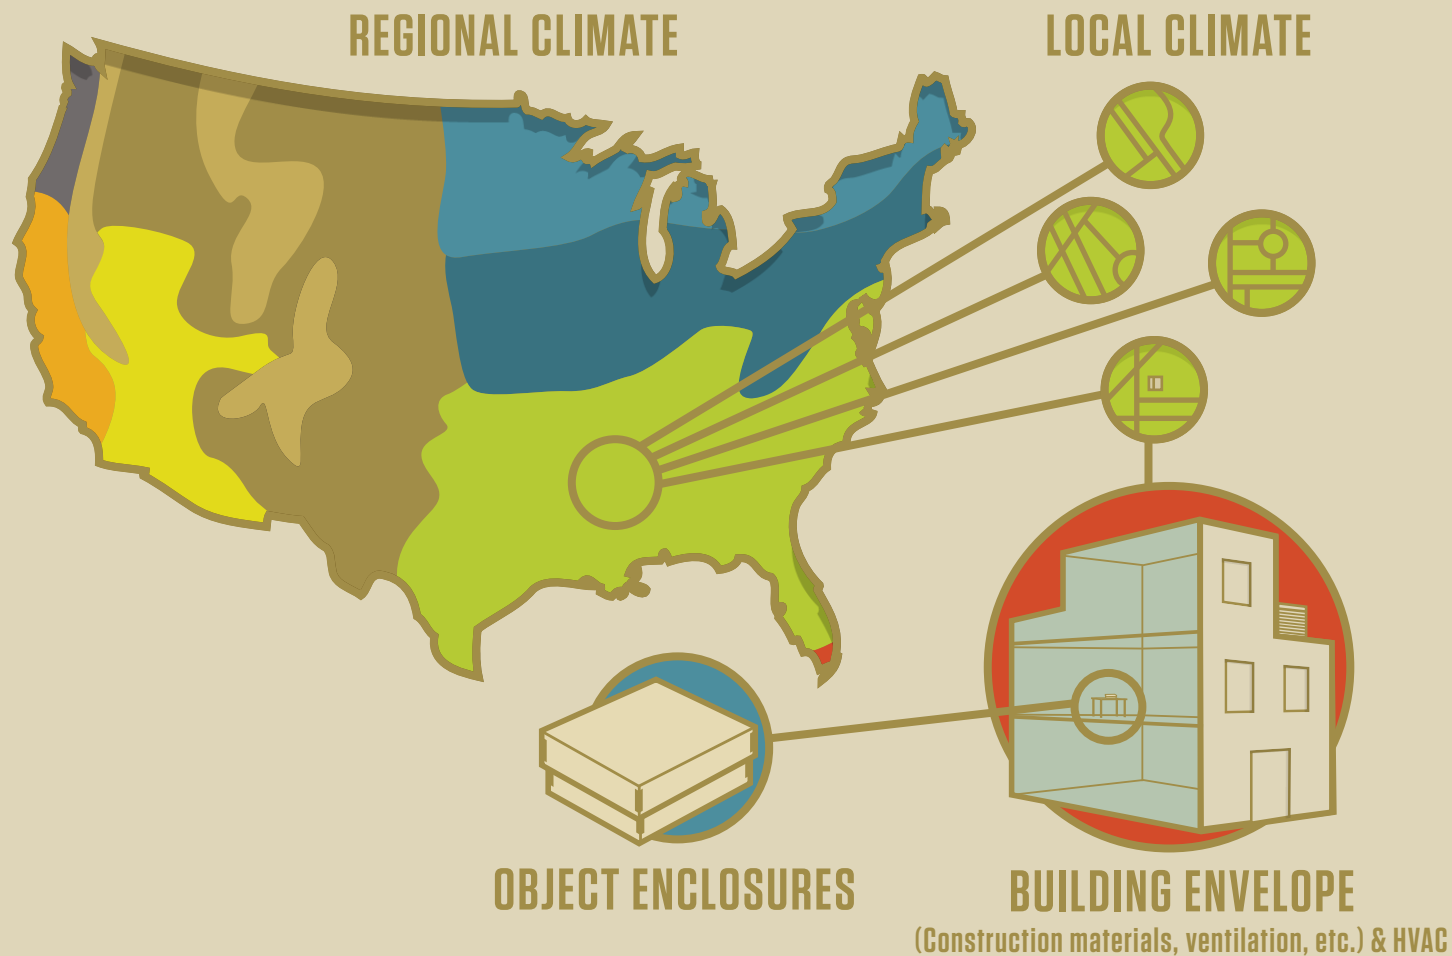 REGIONAL CLIMATE
LOCAL CLIMATE
OBJECT ENCLOSURES
BUILDING ENVELOPE
(Construction materials, ventilation, etc.) & HVAC